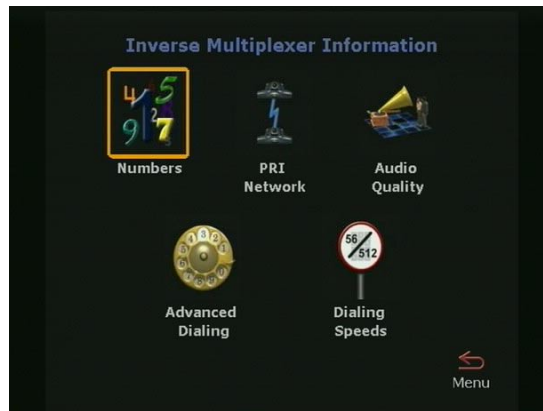 Inverse Multiplexer Information
4 5
9 2 7
Numbers
PRI
Network
Audio
Quality
56
512
Advanced
Dialing
Dialing
Speeds
Menu